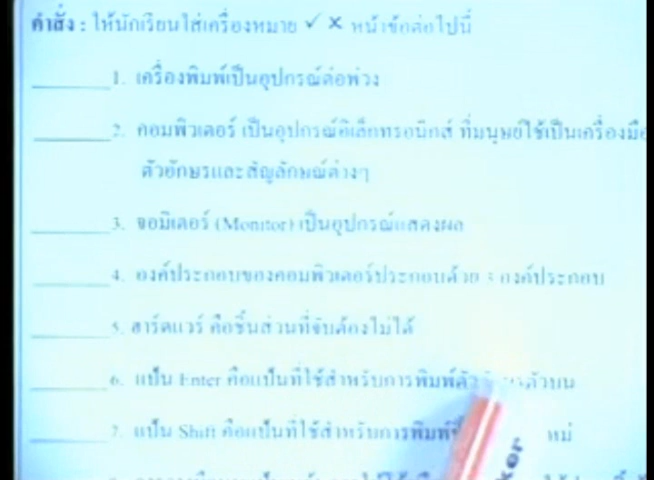 คำสั่ง : ให้นักเรียนใส่เครื่องหมาย ✓ ✗ หน้าข้อต่อไปนี้
______1. เครื่องพิมพ์เป็นอุปกรณ์ต่อพ่วง
______2. คอมพิวเตอร์ เป็นอุปกรณ์อิเล็กทรอนิกส์ ที่มนุษย์ใช้เป็นเครื่องมือ
ตัวอักษรและสัญลักษณ์ต่างๆ
______3. จอมิเตอร์ (Monitor) เป็นอุปกรณ์แสดงผล
______4. องค์ประกอบของคอมพิวเตอร์ประกอบด้วย 5 องค์ประกอบ
______5. ฮาร์ดแวร์ คือชิ้นส่วนที่จับต้องไม่ได้
______6. แป้น Enter คือแป้นที่ใช้สำหรับการพิมพ์ตัวบน
______7. แป้น Shift คือแป้นที่ใช้สำหรับการพิมพ์